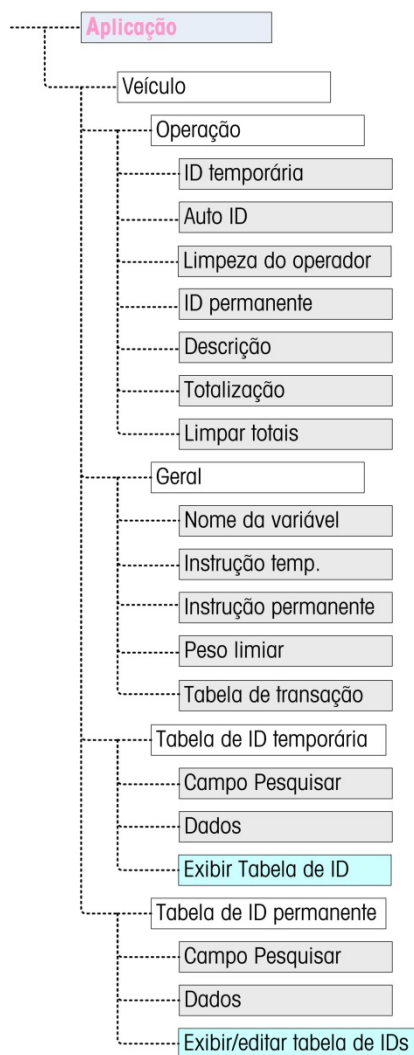 Aplicação
Veículo
Operação
ID temporária
Auto ID
Limpeza do operador
ID permanente
Descrição
Totalização
Limpar totais
Geral
Nome da variável
Instrução temp.
Instrução permanente
Peso limiar
Tabela de transação
Tabela de ID temporária
Campo Pesquisar
Dados
Exibir Tabela de ID
Tabela de ID permanente
Campo Pesquisar
Dados
Exibir/editar tabela de IDs